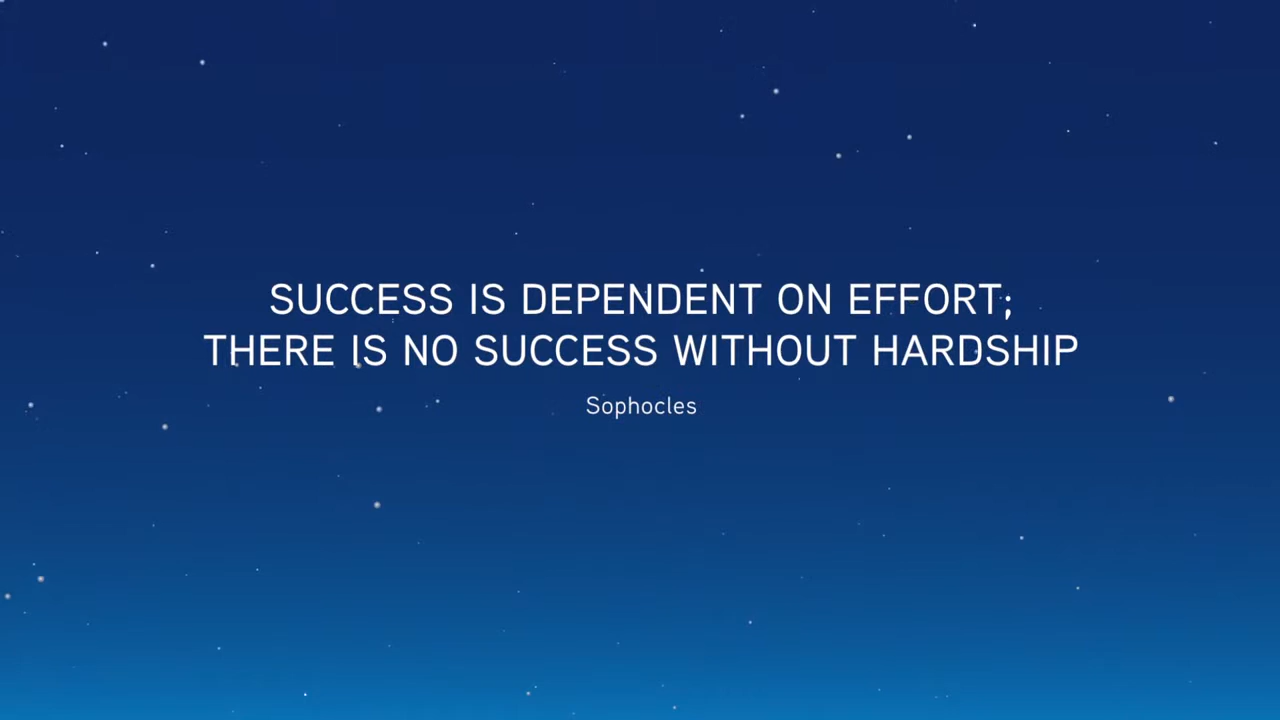 SUCCESS IS DEPENDENT ON EFFORT;
THERE IS NO SUCCESS WITHOUT HARDSHIP
Sophocles